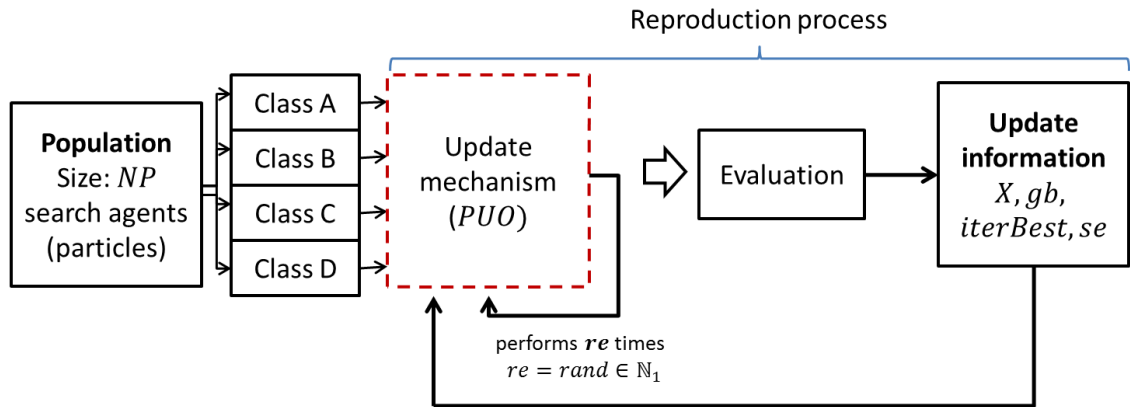 Reproduction process
Population
Size: NP
search agents
(particles)
Class A
Class B
Class C
Class D
Update
mechanism
(PUO)
performs re times
re = rand ∈ ℕ₁
Evaluation
Update
information
X, gb,
iterBest, se